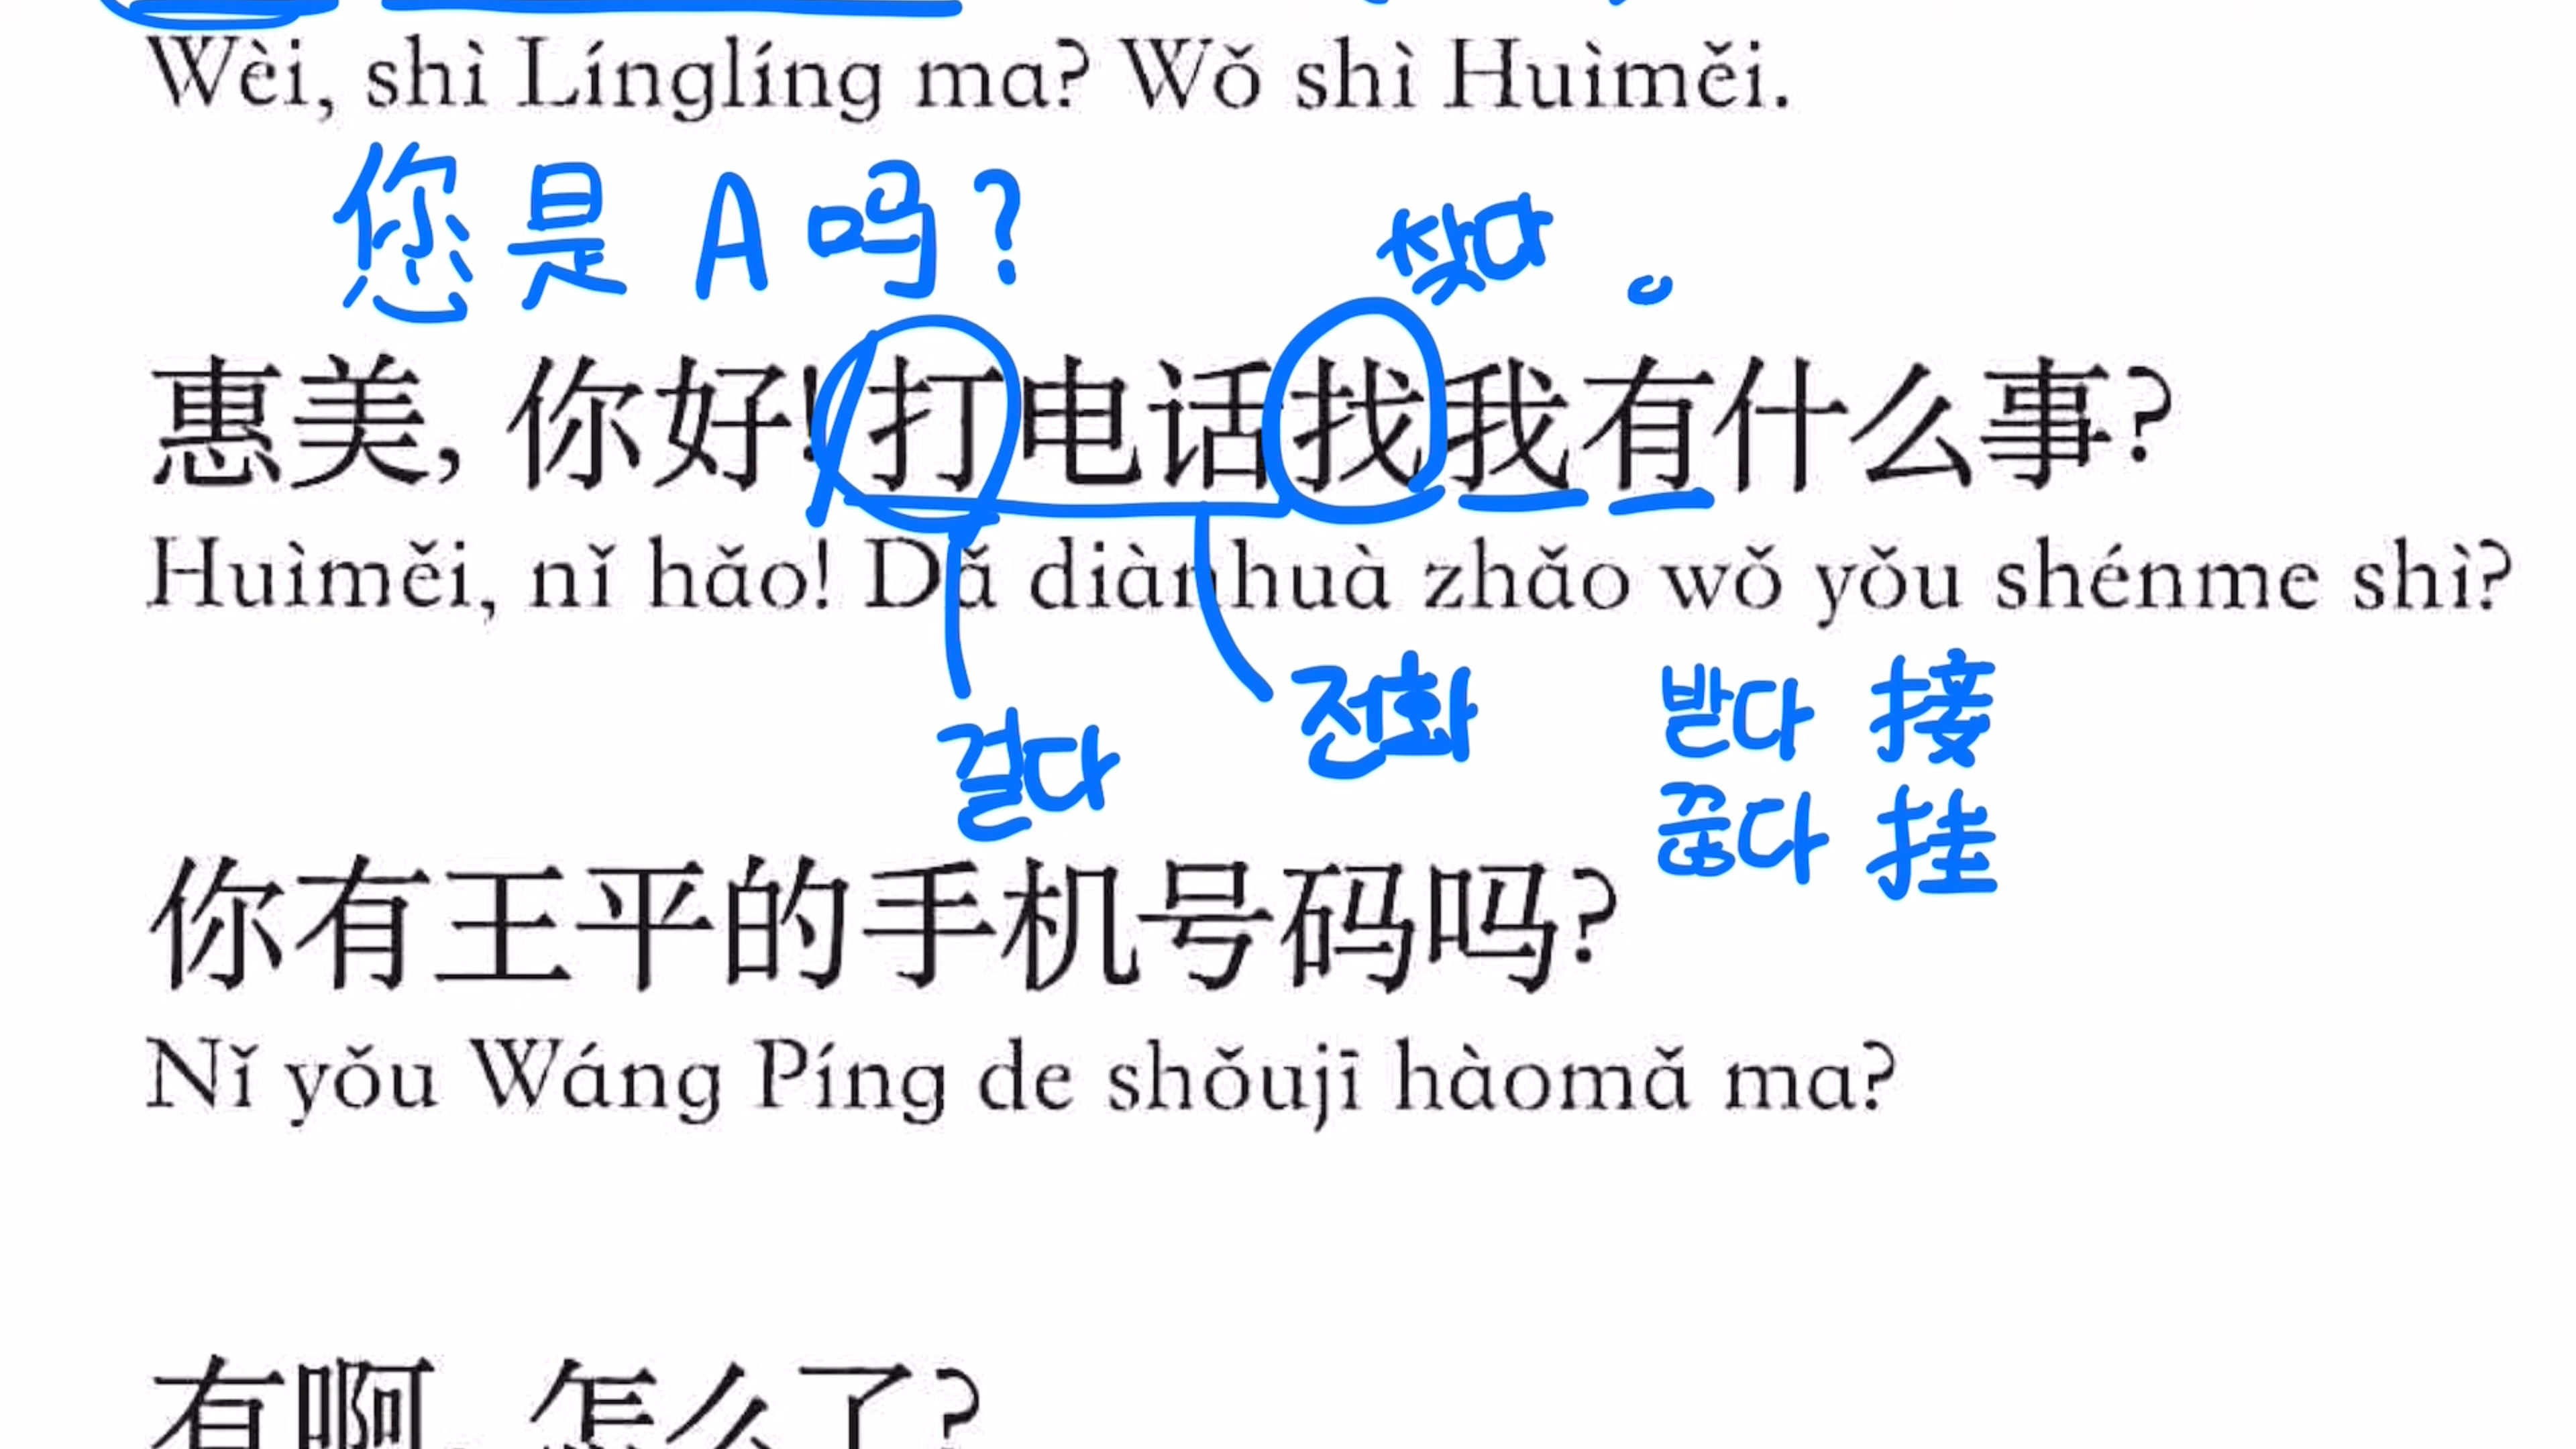 Wèi, shì Línglíng ma? Wǒ shì Huìměi.
您是A吗?
찾다
惠美, 你好! 打电话找我有什么事?
Huìměi, nǐ hǎo! Dǎ diànhuà zhǎo wǒ yǒu shénme shì?
걸다 전화 받다 接
줍다 挂
你有王平的手机号码吗?
Nǐ yǒu Wáng Píng de shǒujī hàomǎ ma?
有啊, 怎么了?